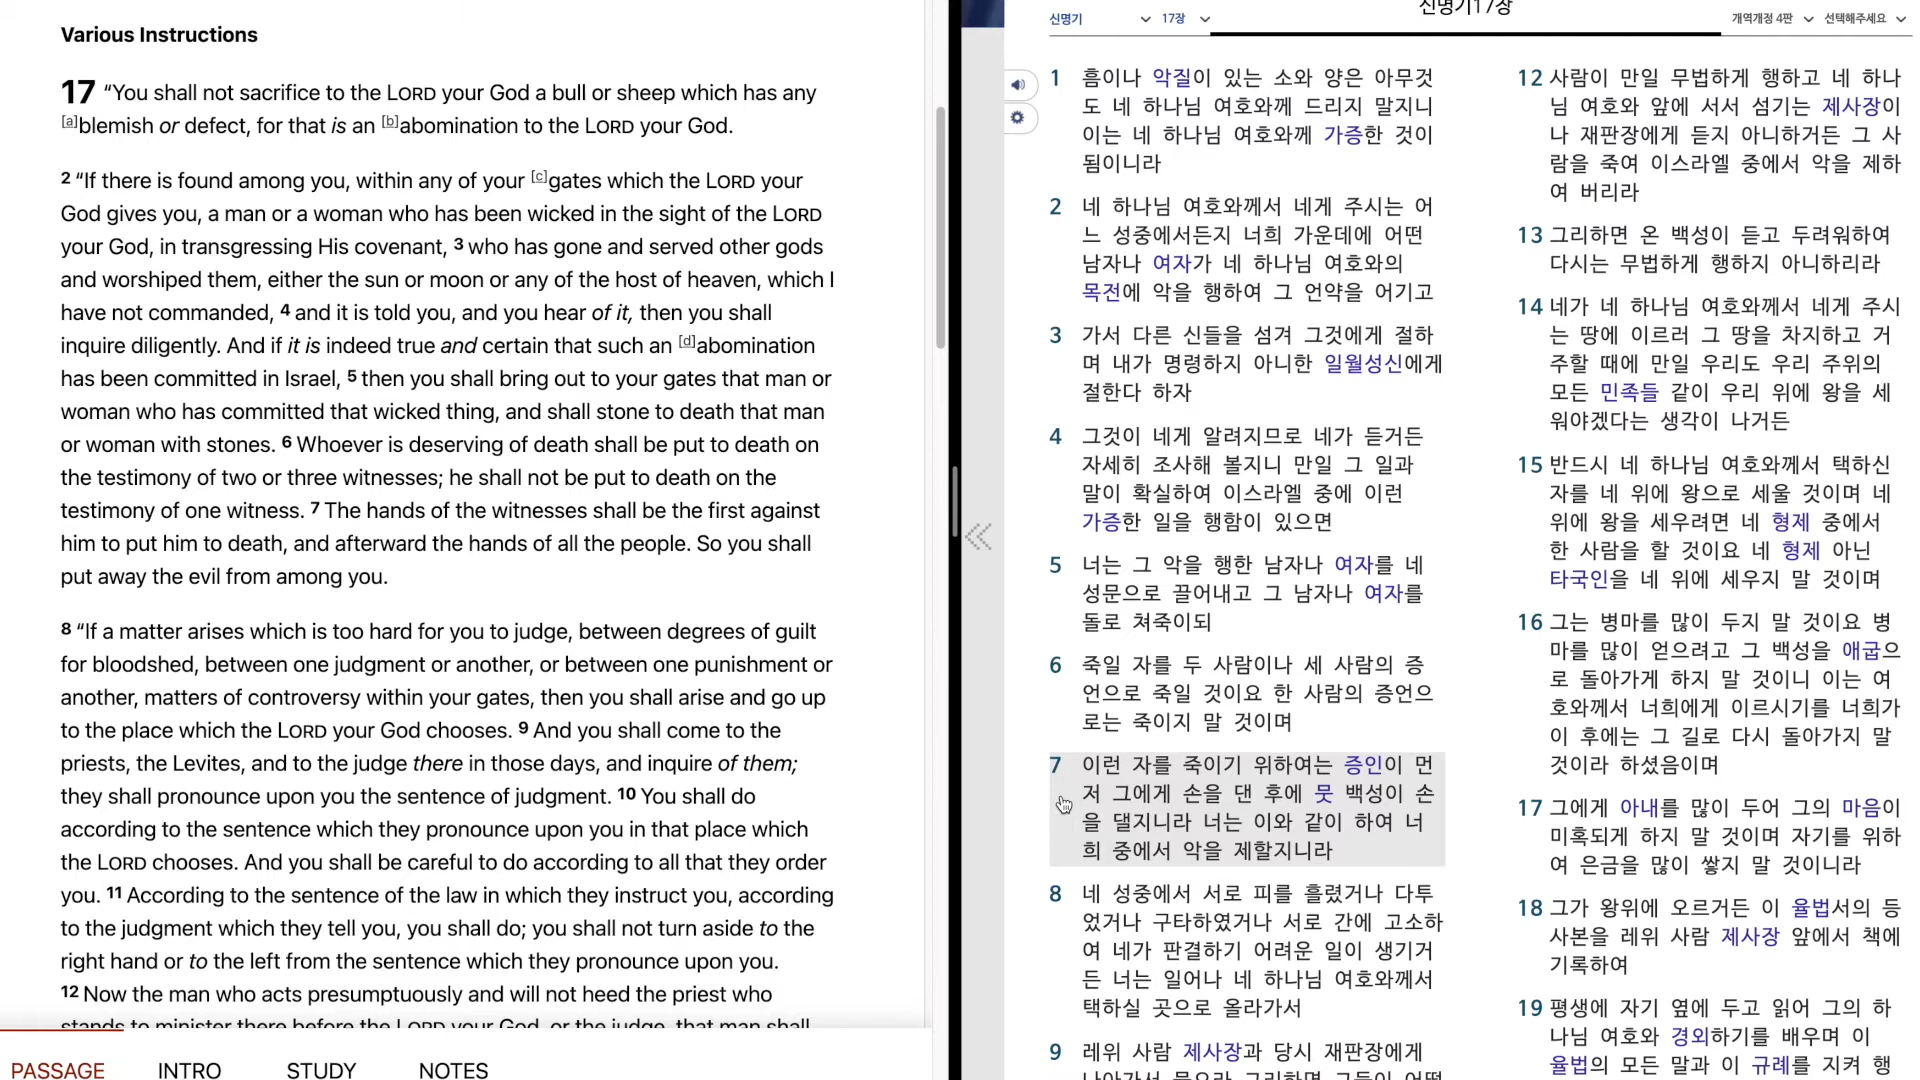 Various Instructions
17 “You shall not sacrifice to the LORD your God a bull or sheep which has any
[a]blemish or defect, for that is an [b]abomination to the LORD your God.
2 “If there is found among you, within any of your [c]gates which the LORD your
God gives you, a man or a woman who has been wicked in the sight of the LORD
your God, in transgressing His covenant, 3 who has gone and served other gods
and worshiped them, either the sun or moon or any of the host of heaven, which I
have not commanded, 4 and it is told you, and you hear of it, then you shall
inquire diligently. And if it is indeed true and certain that such an [d]abomination
has been committed in Israel, 5 then you shall bring out to your gates that man or
woman who has committed that wicked thing, and shall stone to death that man
or woman with stones. 6 Whoever is deserving of death shall be put to death on
the testimony of two or three witnesses; he shall not be put to death on the
testimony of one witness. 7 The hands of the witnesses shall be the first against
him to put him to death, and afterward the hands of all the people. So you shall
put away the evil from among you.
8 “If a matter arises which is too hard for you to judge, between degrees of guilt
for bloodshed, between one judgment or another, or between one punishment or
another, matters of controversy within your gates, then you shall arise and go up
to the place which the LORD your God chooses. 9 And you shall come to the
priests, the Levites, and to the judge there in those days, and inquire of them;
they shall pronounce upon you the sentence of judgment. 10 You shall do
according to the sentence which they pronounce upon you in that place which
the LORD chooses. And you shall be careful to do according to all that they order
you. 11 According to the sentence of the law in which they instruct you, according
to the judgment which they tell you, you shall do; you shall not turn aside to the
right hand or to the left from the sentence which they pronounce upon you.
12 Now the man who acts presumptuously and will not heed the priest who
stands to minister there before the LORD your God, or the judge, that man shall
PASSAGE INTRO STUDY NOTES
신명기 17장 신명기17장 개역개정 4판 선택해주세요
1 흠이나 악질이 있는 소와 양은 아무것
도 네 하나님 여호와께 드리지 말지니
이는 네 하나님 여호와께 가증한 것이
됨이니라
2 네 하나님 여호와께서 네게 주시는 어
느 성중에서든지 너희 가운데에 어떤
남자나 여자가 네 하나님 여호와의
목전에 악을 행하여 그 언약을 어기고
3 가서 다른 신들을 섬겨 그것에게 절하
며 내가 명령하지 아니한 일월성신에게
절한다 하자
4 그것이 네게 알려지므로 네가 듣거든
자세히 조사해 볼지니 만일 그 일과
말이 확실하여 이스라엘 중에 이런
가증한 일을 행함이 있으면
5 너는 그 악을 행한 남자나 여자를 네
성문으로 끌어내고 그 남자나 여자를
돌로 쳐죽이되
6 죽일 자를 두 사람이나 세 사람의 증
언으로 죽일 것이요 한 사람의 증언으
로는 죽이지 말 것이며
7 이런 자를 죽이기 위하여는 증인이 먼
저 그에게 손을 댄 후에 뭇 백성이 손
을 댈지니라 너는 이와 같이 하여 너
희 중에서 악을 제할지니라
8 네 성중에서 서로 피를 흘렸거나 다투
었거나 구타하였거나 서로 간에 고소하
여 네가 판결하기 어려운 일이 생기거
든 너는 일어나 네 하나님 여호와께서
택하실 곳으로 올라가서
9 레위 사람 제사장과 당시 재판장에게
나아가서 물으라 그리하면 그들이 어떻
12 사람이 만일 무법하게 행하고 네 하나
님 여호와 앞에 서서 섬기는 제사장이
나 재판장에게 듣지 아니하거든 그 사
람을 죽여 이스라엘 중에서 악을 제하
여 버리라
13 그리하면 온 백성이 듣고 두려워하여
다시는 무법하게 행하지 아니하리라
14 네가 네 하나님 여호와께서 네게 주시
는 땅에 이르러 그 땅을 차지하고 거
주할 때에 만일 우리도 우리 주위의
모든 민족들 같이 우리 위에 왕을 세
워야겠다는 생각이 나거든
15 반드시 네 하나님 여호와께서 택하신
자를 네 위에 왕으로 세울 것이며 네
위에 왕을 세우려면 네 형제 중에서
한 사람을 할 것이요 네 형제 아닌
타국인을 네 위에 세우지 말 것이며
16 그는 병마를 많이 두지 말 것이요 병
마를 많이 얻으려고 그 백성을 애굽으
로 돌아가게 하지 말 것이니 이는 여
호와께서 너희에게 이르시기를 너희가
이 후에는 그 길로 다시 돌아가지 말
것이라 하셨음이며
17 그에게 아내를 많이 두어 그의 마음이
미혹되게 하지 말 것이며 자기를 위하
여 은금을 많이 쌓지 말 것이니라
18 그가 왕위에 오르거든 이 율법서의 등
사본을 레위 사람 제사장 앞에서 책에
기록하여
19 평생에 자기 옆에 두고 읽어 그의 하
나님 여호와 경외하기를 배우며 이
율법의 모든 말과 이 규례를 지켜 행